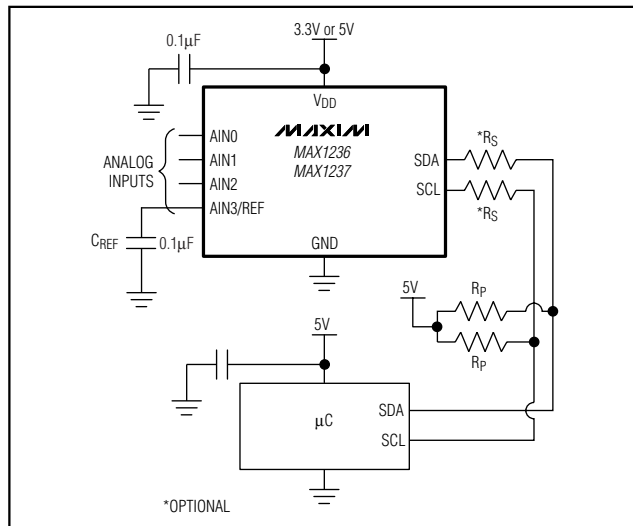 3.3V or 5V
0.1µF
VDD
MAXIM
MAX1236
MAX1237
AIN0
AIN1
AIN2
AIN3/REF
ANALOG
INPUTS
SDA
SCL
*RS
*RS
CREF
0.1µF
GND
5V
RP
RP
5V
µC
SDA
SCL
*OPTIONAL